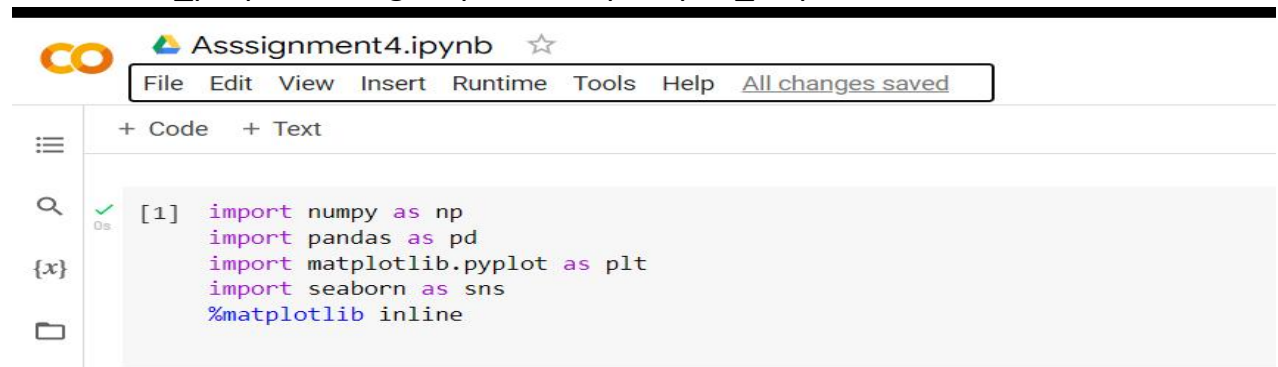 Asssignment4.ipynb
File Edit View Insert Runtime Tools Help All changes saved
+ Code + Text
[1] import numpy as np
0s
import pandas as pd
{x} import matplotlib.pyplot as plt
import seaborn as sns
%matplotlib inline